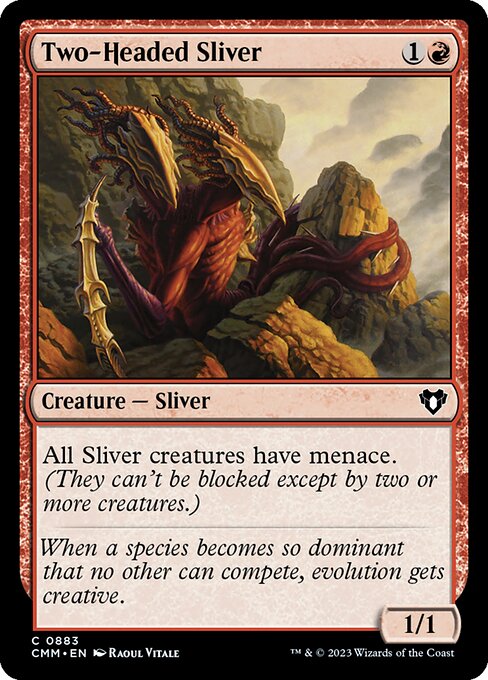 Two-Headed Sliver 1
Creature — Sliver
All Sliver creatures have menace.
(They can't be blocked except by two or
more creatures.)
When a species becomes so dominant
that no other can compete, evolution gets
creative.
1/1
C 0883
CMM • EN Raoul Vitale
™ & © 2023 Wizards of the Coast